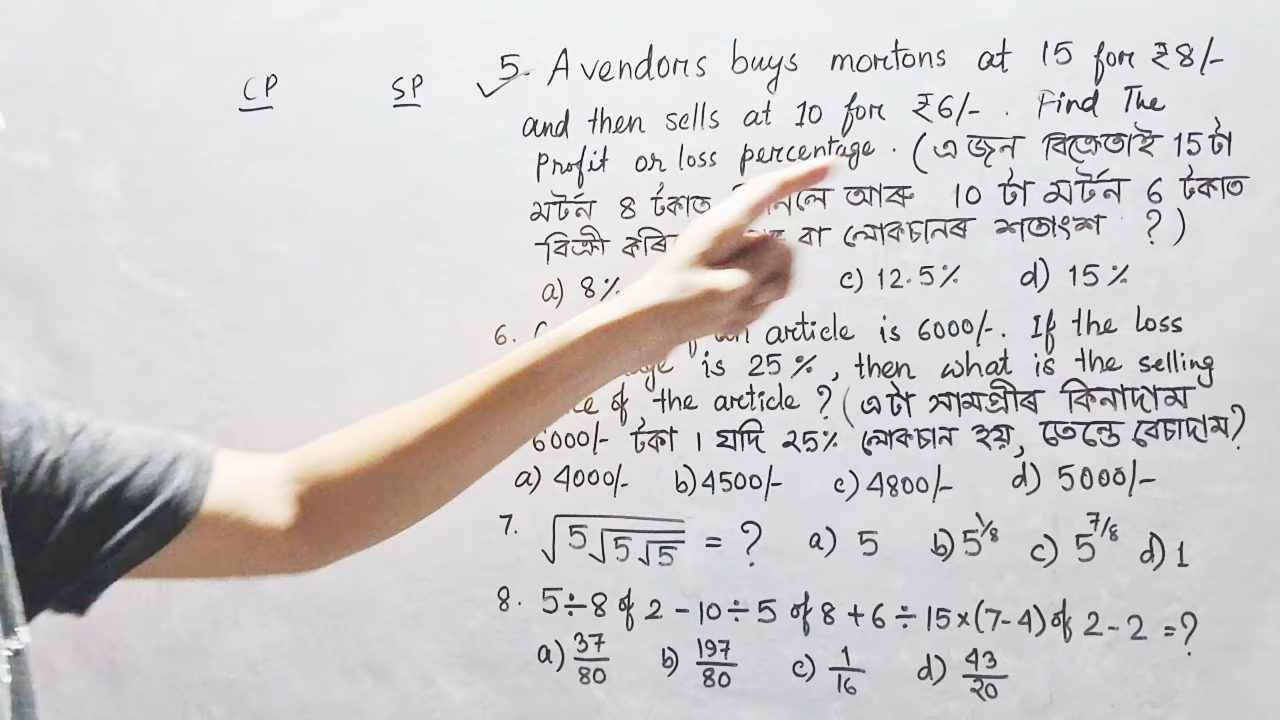 CP SP
5. A vendors buys mortons at 15 for ₹8/-
and then sells at 10 for ₹6/-. Find The
Profit or loss percentage. (এজন বিক্রেতাই 15 টা
মৰ্টন 8 টকাত আৰু 10 টা মৰ্টন 6 টকাত
বিক্ৰী বা লোকচানৰ শতাংশ ?)
a) 8% c) 12.5% d) 15%
6. article is 6000/-. If the loss
is 25%, then what is the selling
of the article? (এটা সামগ্ৰীৰ কিনাদাম
6000/- টকা। যদি 25% লোকচান হয়, তেন্তে বেচাদাম?
a) 4000/- b) 4500/- c) 4800/- d) 5000/-
7. √5√5√5 = ? a) 5 b) 5^1/8 c) 5^7/8 d) 1
8. 5÷8 of 2-10÷5 of 8+6÷15×(7-4) of 2-2 =?
a) 37/80 b) 197/80 c) 1/16 d) 43/20